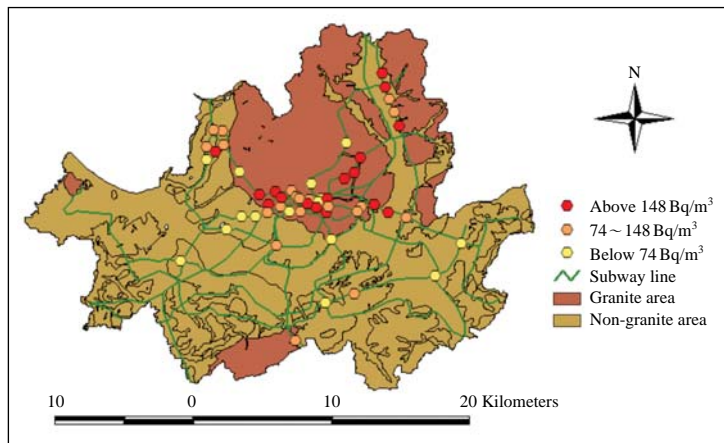 N
Above 148 Bq/m³
74~148 Bq/m³
Below 74 Bq/m³
Subway line
Granite area
Non-granite area
10 0 10 20 Kilometers